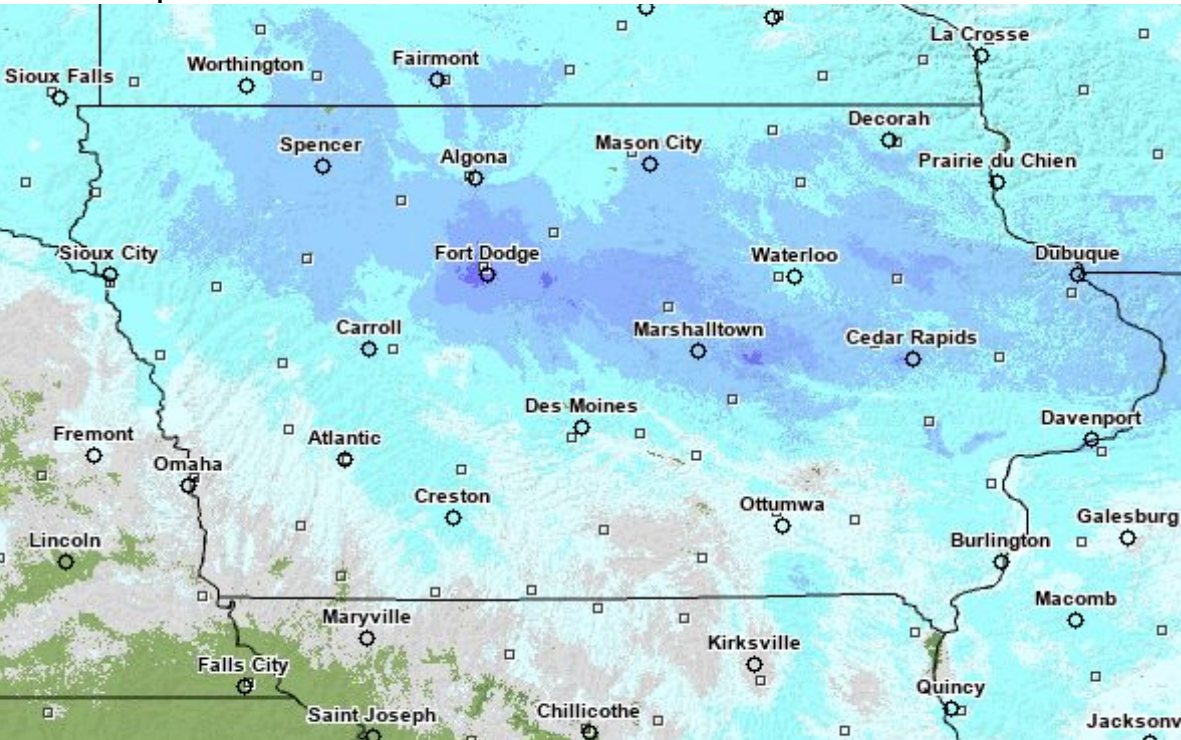 La Crosse
Worthington
Fairmont
Sioux Falls
Decorah
Spencer
Algona
Mason City
Prairie du Chien
Sioux City
Fort Dodge
Waterloo
Dubuque
Carroll
Marshalltown
Cedar Rapids
Des Moines
Davenport
Fremont
Atlantic
Omaha
Creston
Ottumwa
Galesburg
Lincoln
Burlington
Macomb
Maryville
Kirksville
Falls City
Quincy
Saint Joseph
Chillicothe
Jacksonv